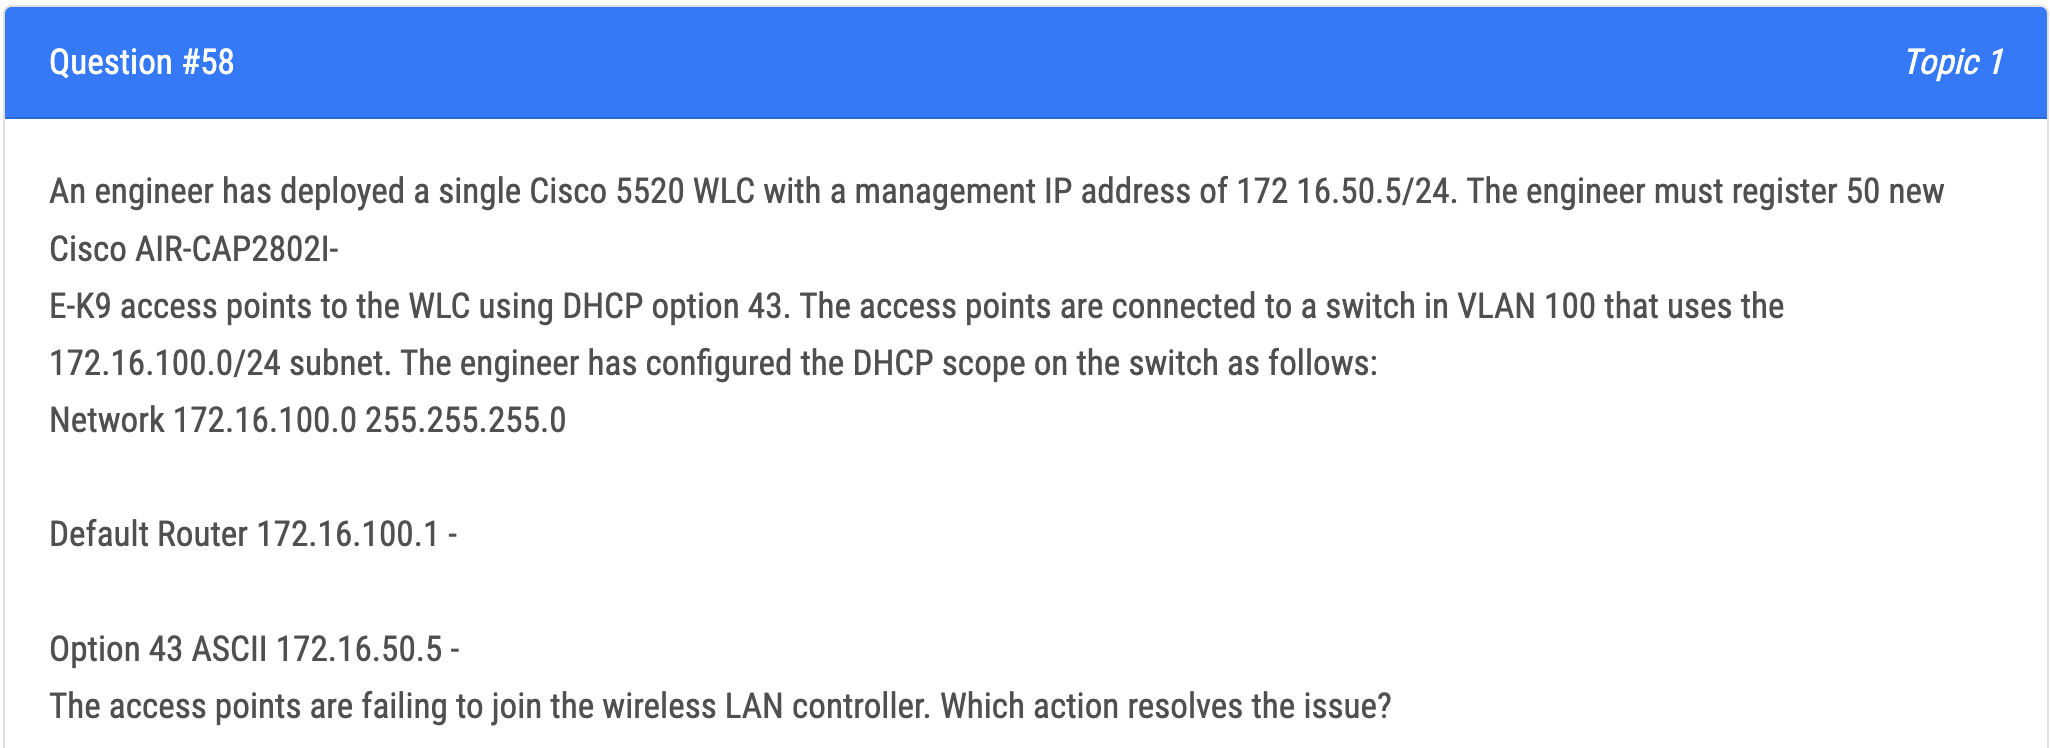 Question #58
Topic 1
An engineer has deployed a single Cisco 5520 WLC with a management IP address of 172 16.50.5/24. The engineer must register 50 new
Cisco AIR-CAP2802I-
E-K9 access points to the WLC using DHCP option 43. The access points are connected to a switch in VLAN 100 that uses the
172.16.100.0/24 subnet. The engineer has configured the DHCP scope on the switch as follows:
Network 172.16.100.0 255.255.255.0
Default Router 172.16.100.1 -
Option 43 ASCII 172.16.50.5 -
The access points are failing to join the wireless LAN controller. Which action resolves the issue?